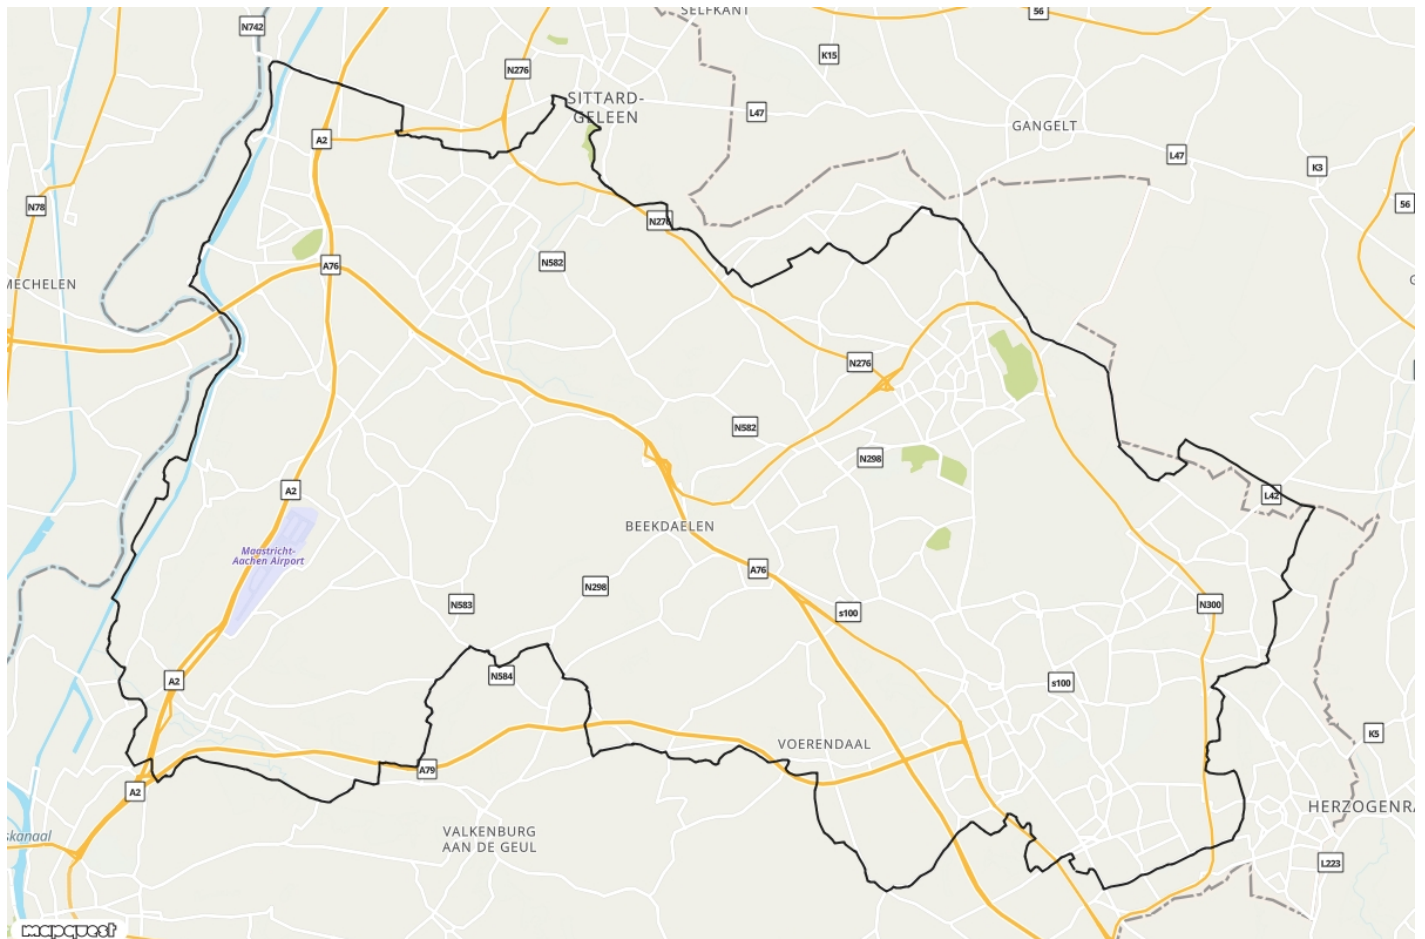 SELFKANT
56
N742
K15
N276
SITTARD-
GELEEN
L47
GANGELT
A2
L47
K3
N78
56
N276
N582
A76
MECHELEN
N276
N582
N298
A2
L42
BEEKDAELEN
Maastricht-
Aachen Airport
A76
N298
N583
s100
N300
N584
A2
s100
K5
VOERENDAAL
A79
A2
HERZOGENRA
VALKENBURG
AAN DE GEUL
skanaal
L223
mapquest